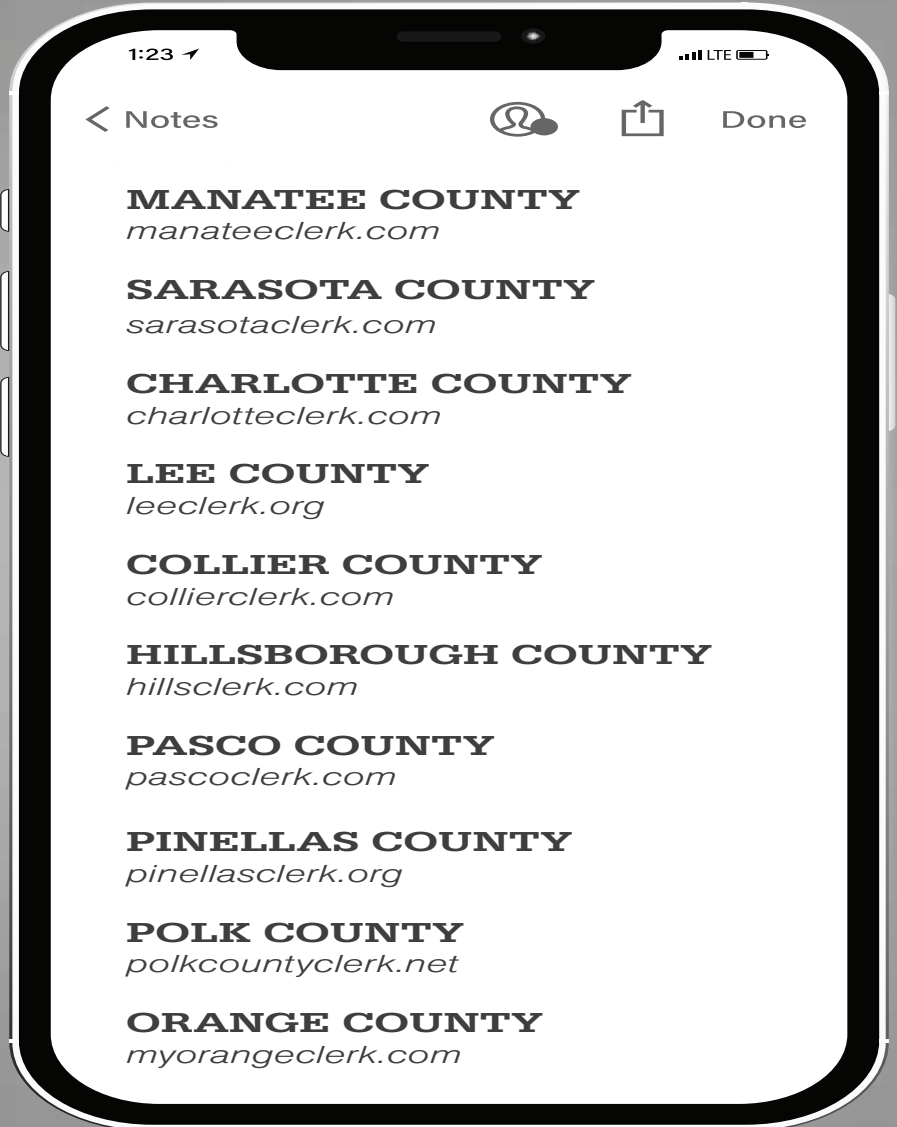 1:23
LTE
Notes
Done
MANATEE COUNTY
manateeclerk.com
SARASOTA COUNTY
sarasotaclerk.com
CHARLOTTE COUNTY
charlotteclerk.com
LEE COUNTY
leeclerk.org
COLLIER COUNTY
collierclerk.com
HILLSBOROUGH COUNTY
hillsclerk.com
PASCO COUNTY
pascoclerk.com
PINELLAS COUNTY
pinellasclerk.org
POLK COUNTY
polkcountyclerk.net
ORANGE COUNTY
myorangeclerk.com